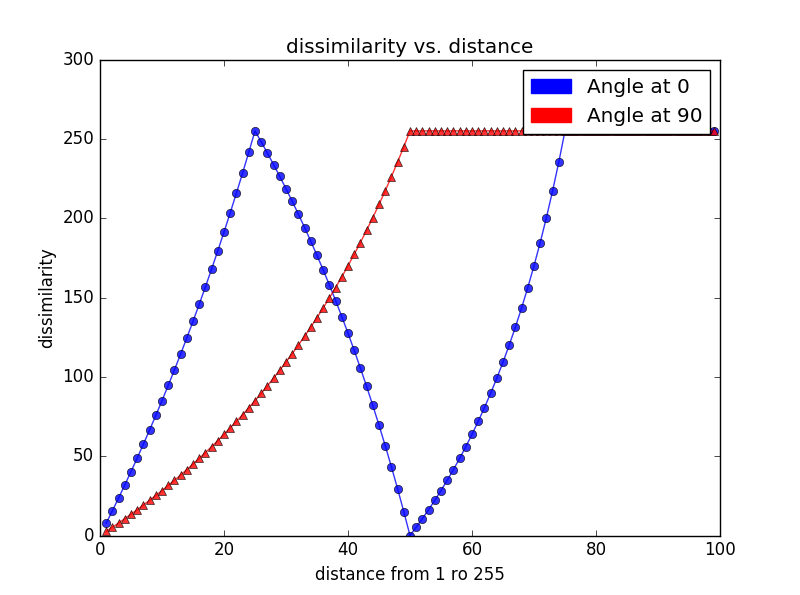 dissimilarity vs. distance
300
250
200
150
100
50
0
dissimilarity
Angle at 0
Angle at 90
0 20 40 60 80 100
distance from 1 ro 255